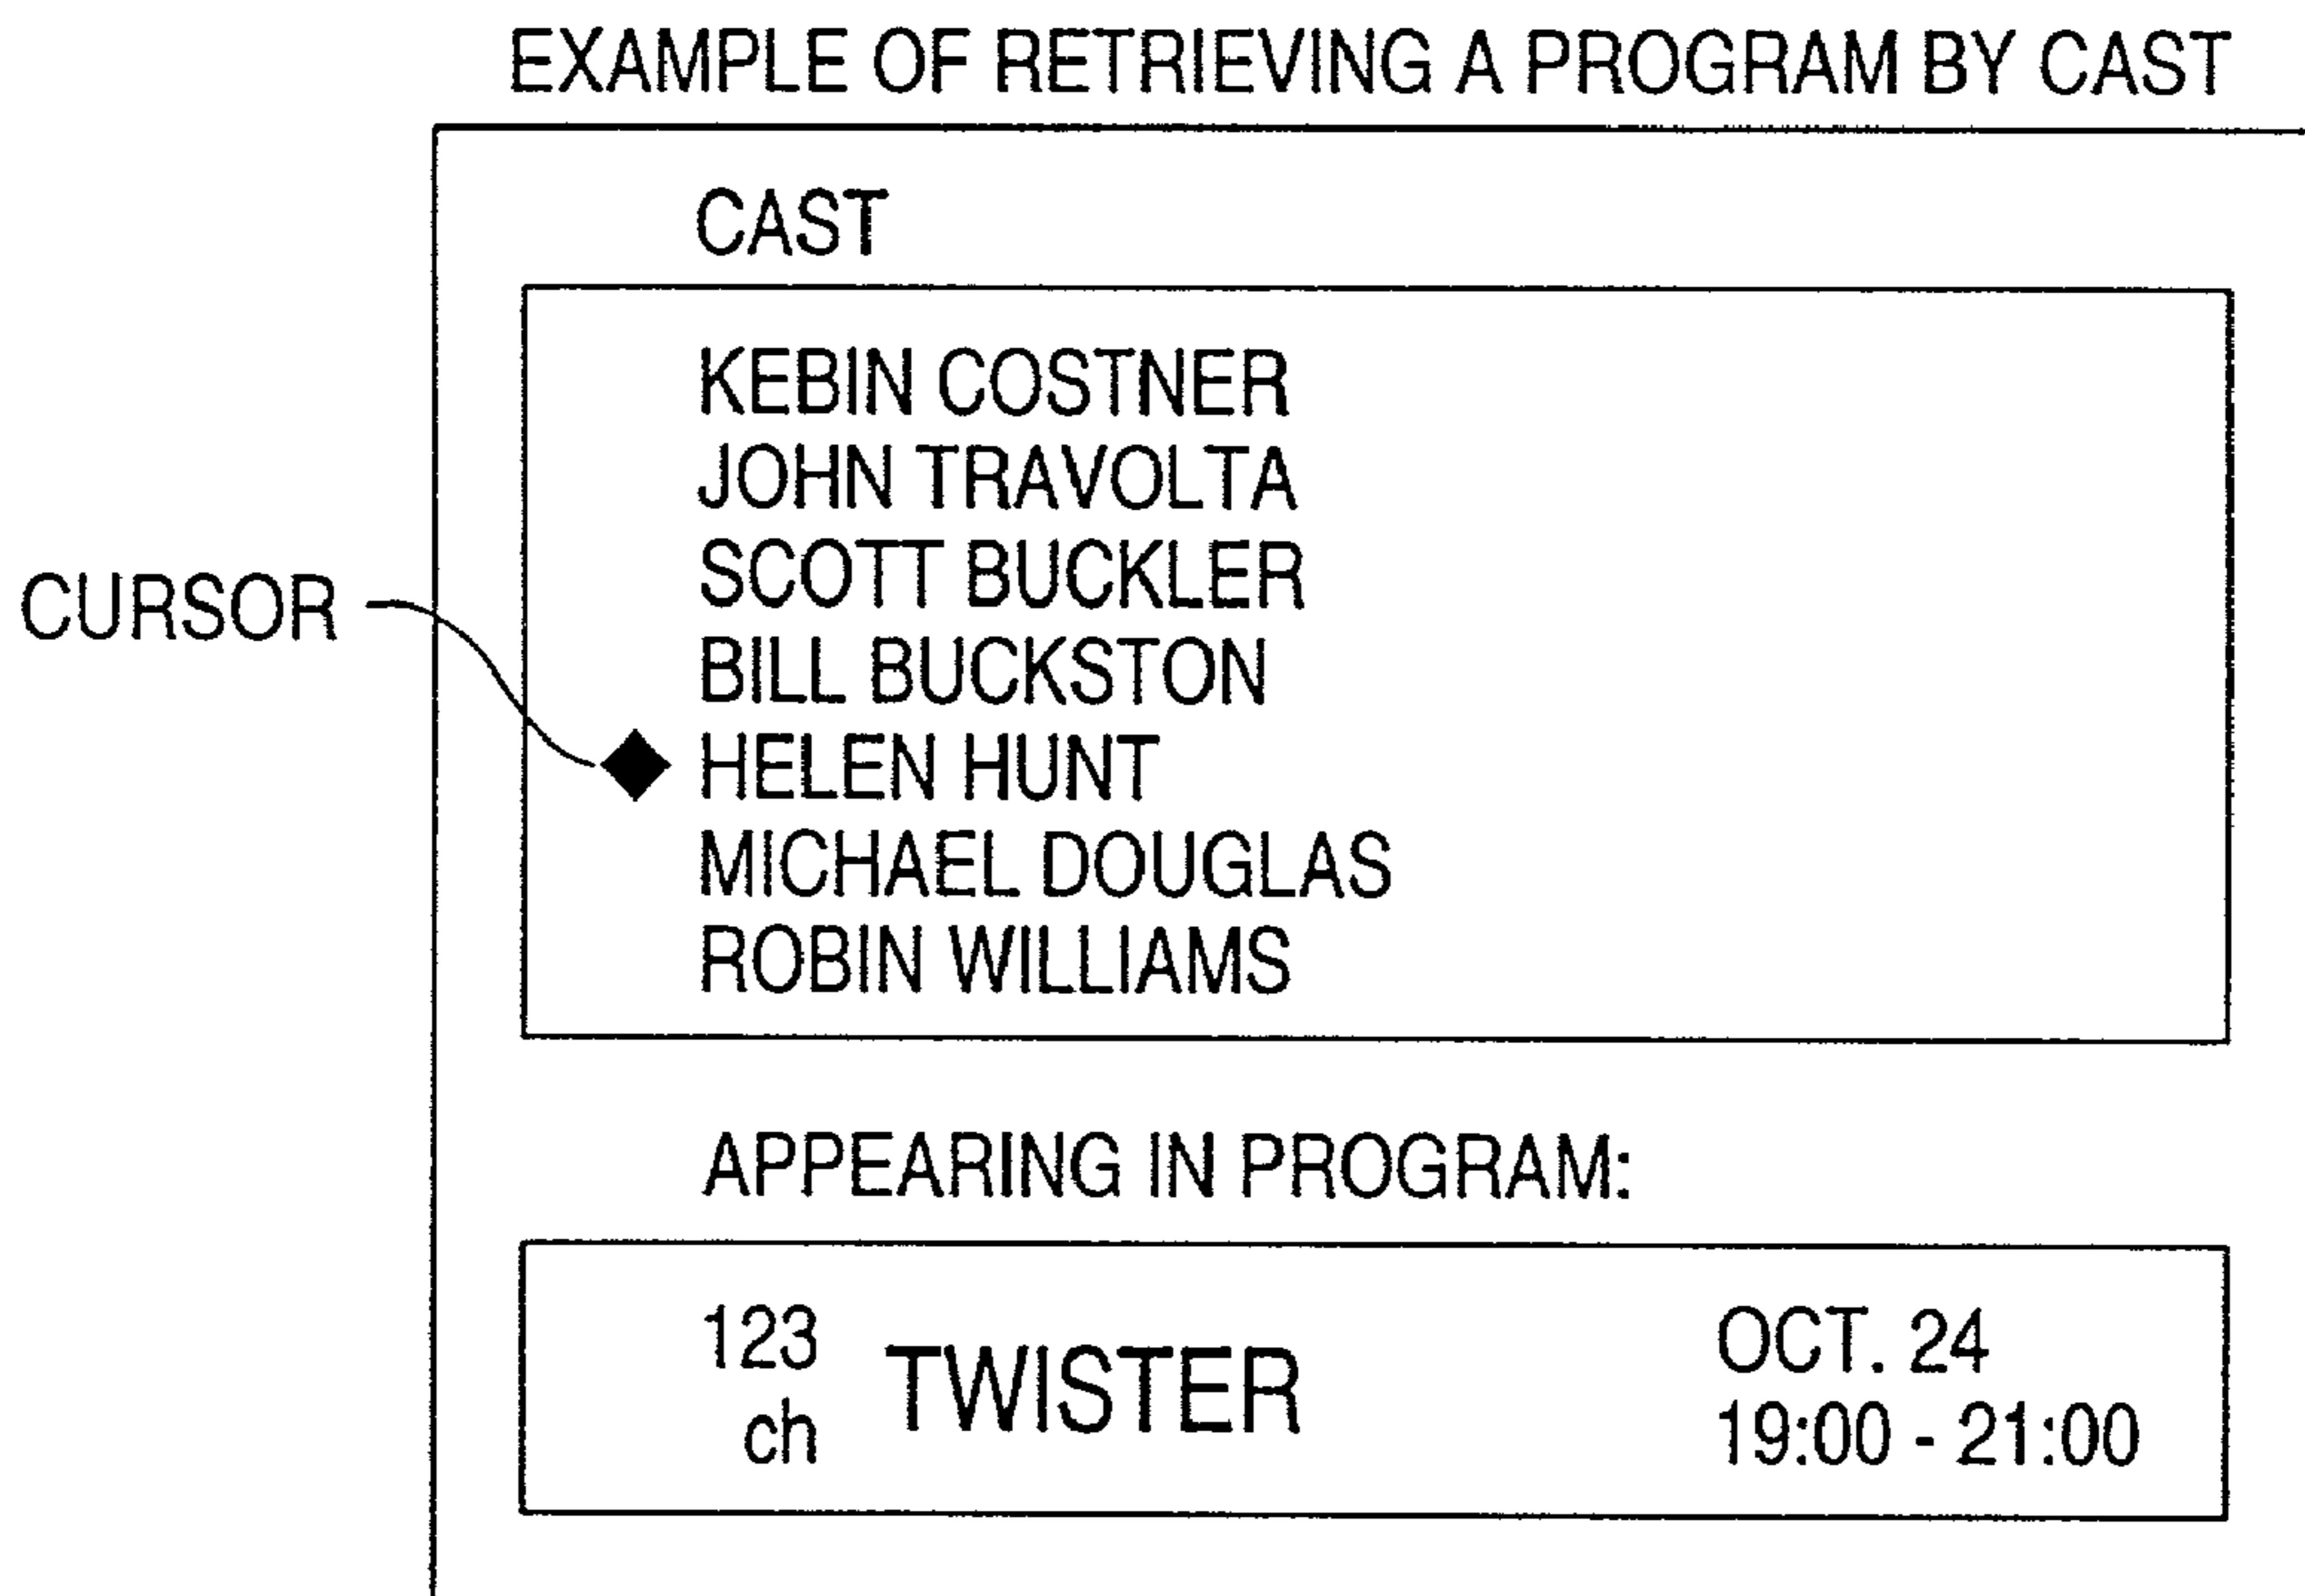 EXAMPLE OF RETRIEVING A PROGRAM BY CAST
CAST
KEBIN COSTNER
JOHN TRAVOLTA
SCOTT BUCKLER
CURSOR
BILL BUCKSTON
HELEN HUNT
MICHAEL DOUGLAS
ROBIN WILLIAMS
APPEARING IN PROGRAM:
123 ch TWISTER
OCT. 24
19:00 - 21:00